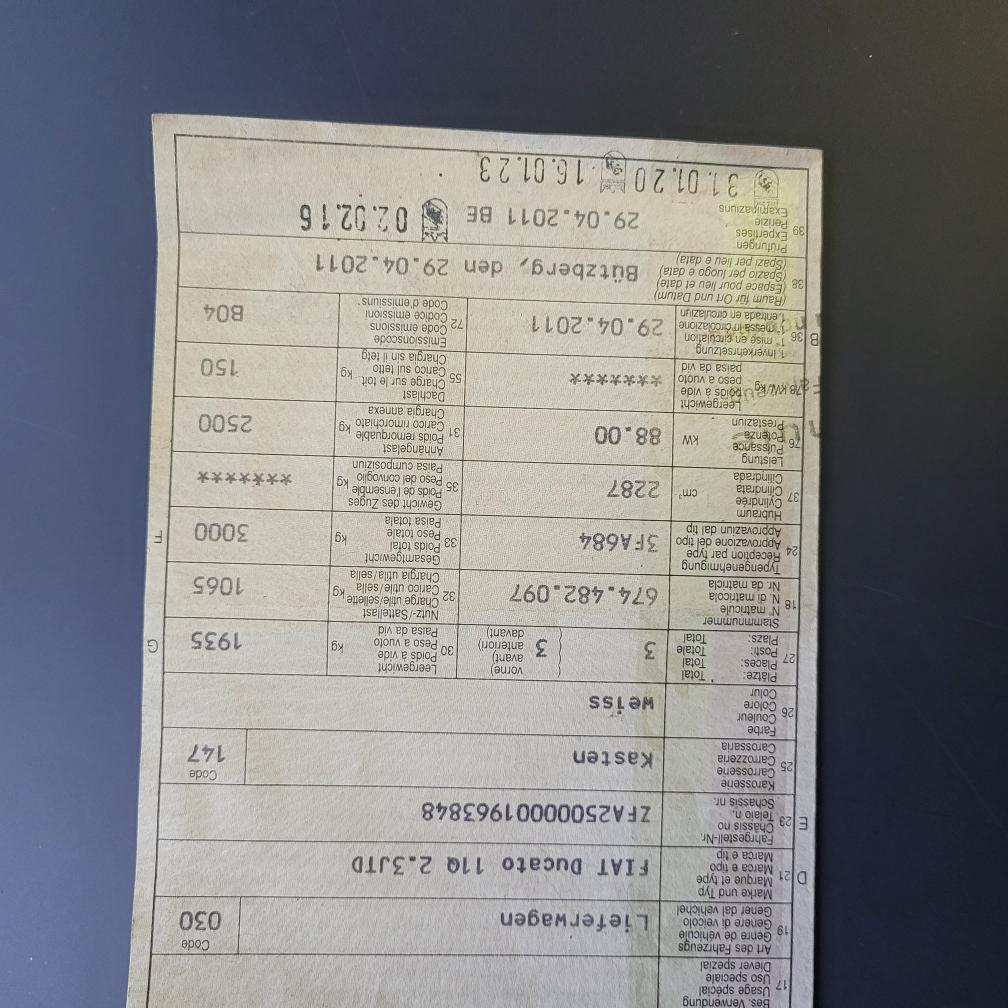 Bes. Verwendung
Usage spécial
Uso speciale
Diever spezial
17
Art des Fahrzeugs
Genre de véhicule
Genere di veicolo
Gener dal vehichel
19
Lieferwagen
Code
030
D 21
Marke und Typ
Marque et type
Marca e tipo
Marca e tip
FIAT Ducato 11Q 2.3JTD
E 23
Fahrgestell-Nr.
Châssis no
Telaio n.
Schassis nr.
ZFA25000001963848
25
Karosserie
Carrosserie
Carrozzeria
Carossaria
Kasten
Code
147
26
Farbe
Couleur
Colore
Colur
weiss
27
Plätze: Total
Places: Total
Posti: Totale
Plazs: Total
3
vorne)
avant)
anteriori)
davant)
3
G
30
Leergewicht
Poids à vide
Peso a vuoto
Paisa da vid
kg
1935
18
Stammnummer
N° matricule
N. di matricola
Nr. da matricla
674.482.097
32
Nutz-/Sattellast
Charge utile/sellette
Carico utile/sella
Chargia utila/sella
kg
1065
24
Typengenehmigung
Réception par type
Approvazione del tipo
Approvaziun dal tip
3FA684
F
33
Gesamtgewicht
Poids total
Peso totale
Paisa totala
kg
3000
37
Hubraum
Cylindrée
Cilindrata
Cilindrada
cm³
2287
35
Gewicht des Zuges
Poids de l'ensemble
Peso del convoglio
Paisa cumposiziun
kg
*******
76
Leistung
Puissance
Potenza
Prestaziun
kW
88.00
31
Anhängelast
Poids remorquable
Carico rimorchiato
Chargia annexa
kg
2500
78 kW/kg
Leergewicht
poids à vide
peso a vuoto
paisa da vid
*******
55
Dachlast
Charge sur le toit
Carico sul tetto
Chargia sin il tetg
kg
150
B 36
1. Inverkehrsetzung
1re mise en circulation
1. messa in circolazione
1. entrada en circulaziun
29.04.2011
72
Emissionscode
Code émissions
Codice emissioni
Code d'emissiuns
B04
38
(Raum für Ort und Datum)
(Espace pour lieu et date)
(Spazio per luogo e data)
(Spazi per lieu e data)
Bützberg, den 29.04.2011
39
Prüfungen
Expertises
Perizie
Examinaziuns
29.04.2011 BE
02.02.16
31.01.20
16.01.23